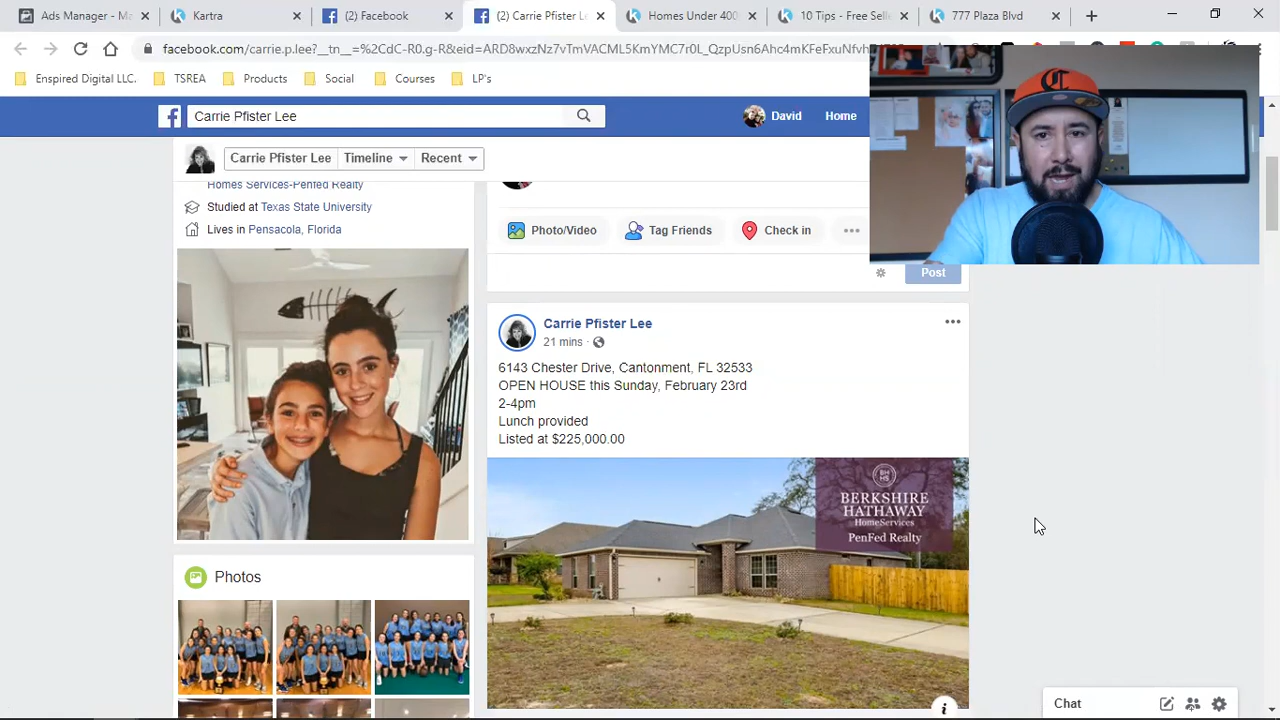 Ads Manager - Ma
Kartra
(2) Facebook
(2) Carrie Pfister Le
Homes Under 400
10 Tips - Free Selle
777 Plaza Blvd
facebook.com/carrie.p.lee?__tn__=%2CdC-R0.g-R&eid=ARD8wxzNz7vTmVACML5KmYMC7r0L_QzpUsn6Ahc4mKFeFxuNfvh
Enspired Digital LLC.
TSREA
Products
Social
Courses
LP's
Carrie Pfister Lee
David
Home
Carrie Pfister Lee
Timeline
Recent
Homes Services-Penfed Realty
Studied at Texas State University
Lives in Pensacola, Florida
Photo/Video
Tag Friends
Check in
Post
Carrie Pfister Lee
21 mins
6143 Chester Drive, Cantonment, FL 32533
OPEN HOUSE this Sunday, February 23rd
2-4pm
Lunch provided
Listed at $225,000.00
BH
HS
BERKSHIRE
HATHAWAY
HomeServices
PenFed Realty
Photos
Chat